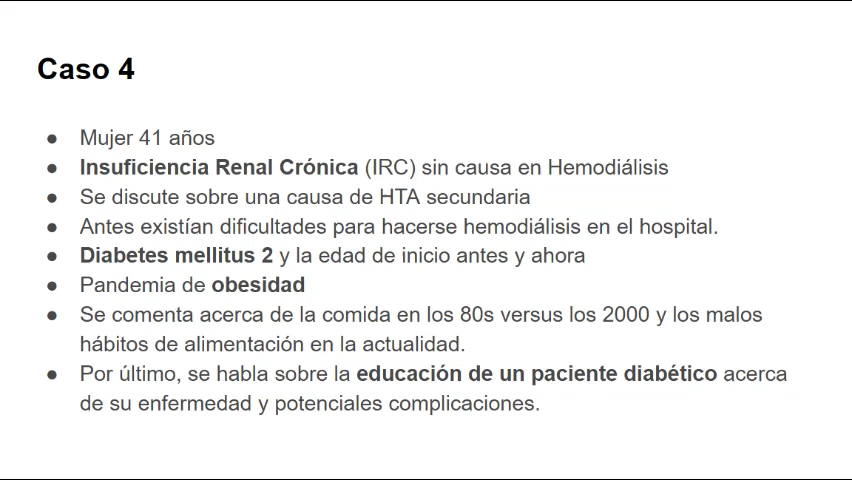 Caso 4
● Mujer 41 años
● Insuficiencia Renal Crónica (IRC) sin causa en Hemodiálisis
● Se discute sobre una causa de HTA secundaria
● Antes existían dificultades para hacerse hemodiálisis en el hospital.
● Diabetes mellitus 2 y la edad de inicio antes y ahora
● Pandemia de obesidad
● Se comenta acerca de la comida en los 80s versus los 2000 y los malos
hábitos de alimentación en la actualidad.
● Por último, se habla sobre la educación de un paciente diabético acerca
de su enfermedad y potenciales complicaciones.